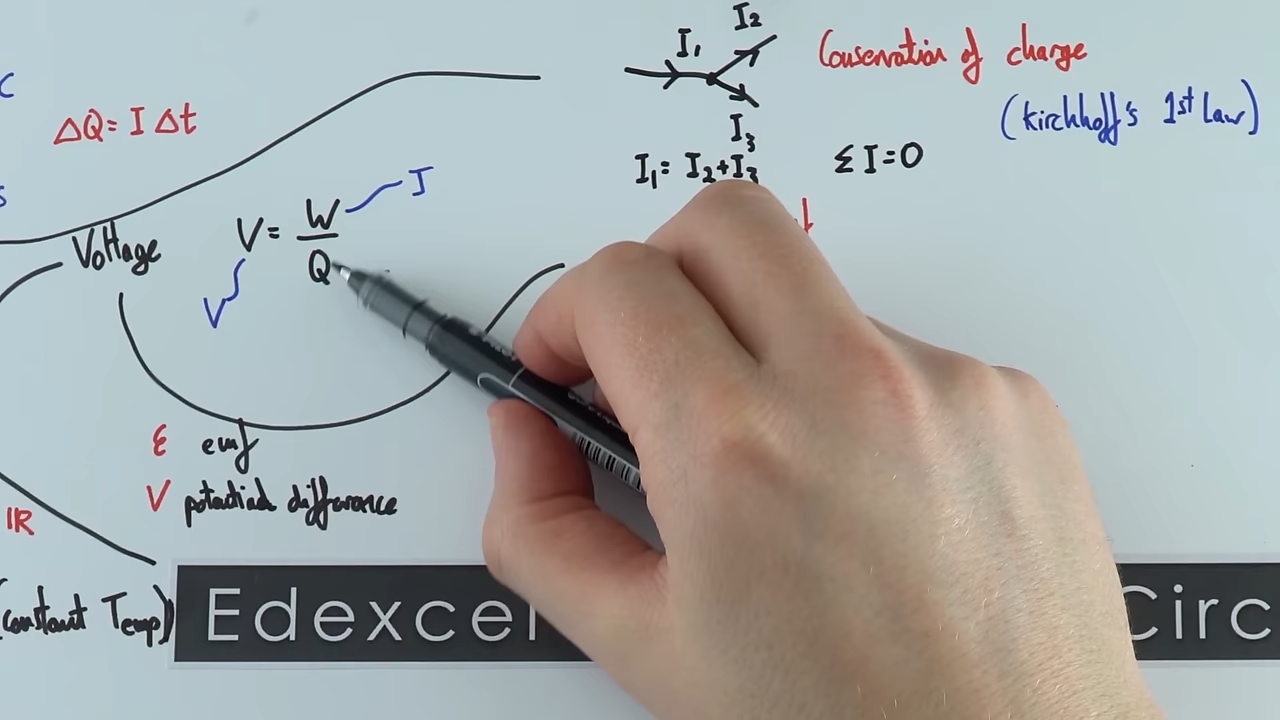 I₂
I₁
Conservation of charge
C
ΔQ = I Δt
(Kirchhoff's 1st Law)
I₃
I₁ = I₂ + I₃
Σ I = 0
J
s
V = W
Q
Voltage
V
ε emf
V potential difference
IR
(constant Temp)
Edexcel
Circ